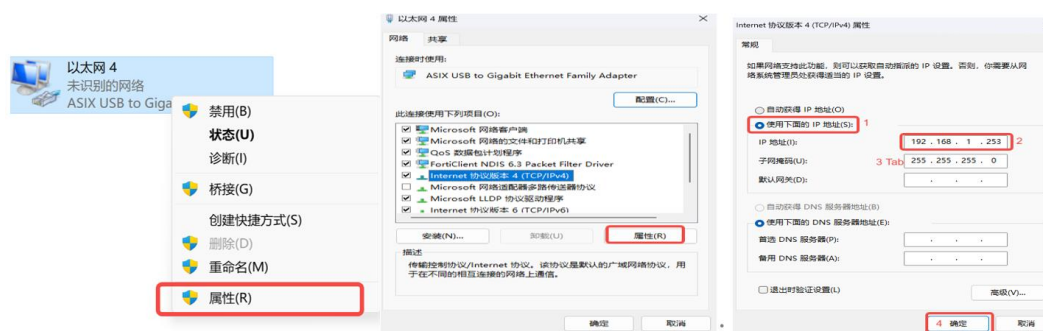 以太网 4
未识别的网络
ASIX USB to Giga
禁用(B)
状态(U)
诊断(I)
桥接(G)
创建快捷方式(S)
删除(D)
重命名(M)
属性(R)
以太网 4 属性
网络 共享
连接时使用:
ASIX USB to Gigabit Ethernet Family Adapter
配置(C)...
此连接使用下列项目(O):
Microsoft 网络客户端
Microsoft 网络的文件和打印机共享
QoS 数据包计划程序
FortiClient NDIS 6.3 Packet Filter Driver
Internet 协议版本 4 (TCP/IPv4)
Microsoft 网络适配器多路传送器协议
Microsoft LLDP 协议驱动程序
Internet 协议版本 6 (TCP/IPv6)
安装(N)... 卸载(U) 属性(R)
描述
传输控制协议/Internet 协议。该协议是默认的广域网络协议，用
于在不同的相互连接的网络上通信。
确定 取消
。
Internet 协议版本 4 (TCP/IPv4) 属性
常规
如果网络支持此功能，则可以获取自动指派的 IP 设置。否则，你需要从网
络系统管理员处获得适当的 IP 设置。
自动获得 IP 地址(O)
使用下面的 IP 地址(S): 1
IP 地址(I): 192 . 168 . 1 . 253 2
子网掩码(U): 3 Tab 255 . 255 . 255 . 0
默认网关(D): . . .
自动获得 DNS 服务器地址(B)
使用下面的 DNS 服务器地址(E):
首选 DNS 服务器(P): . . .
备用 DNS 服务器(A): . . .
退出时验证设置(L)
高级(V)...
4 确定 取消